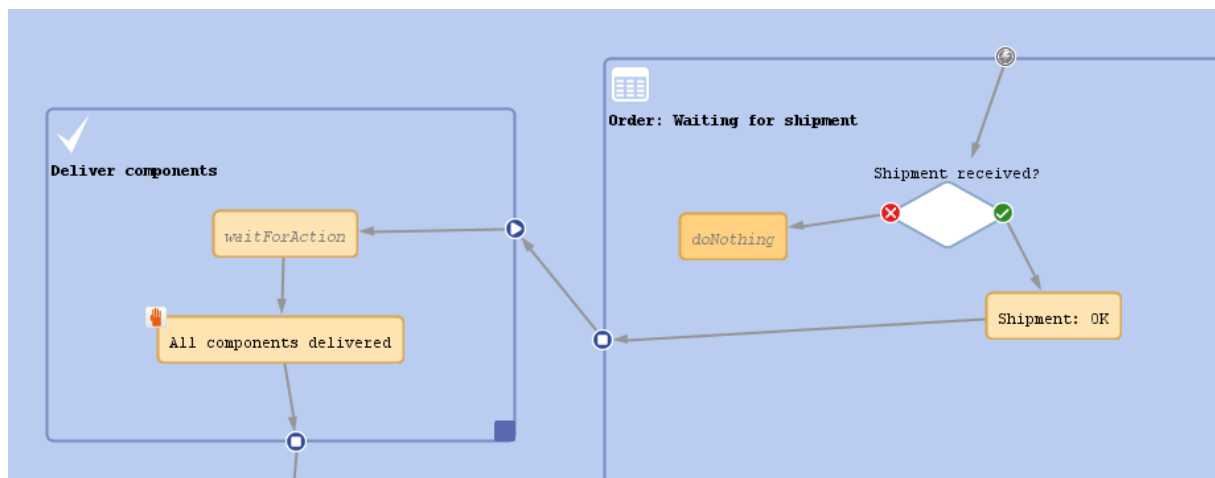 Order: Waiting for shipment
Deliver components
Shipment received?
waitForAction
doNothing
Shipment: OK
All components delivered